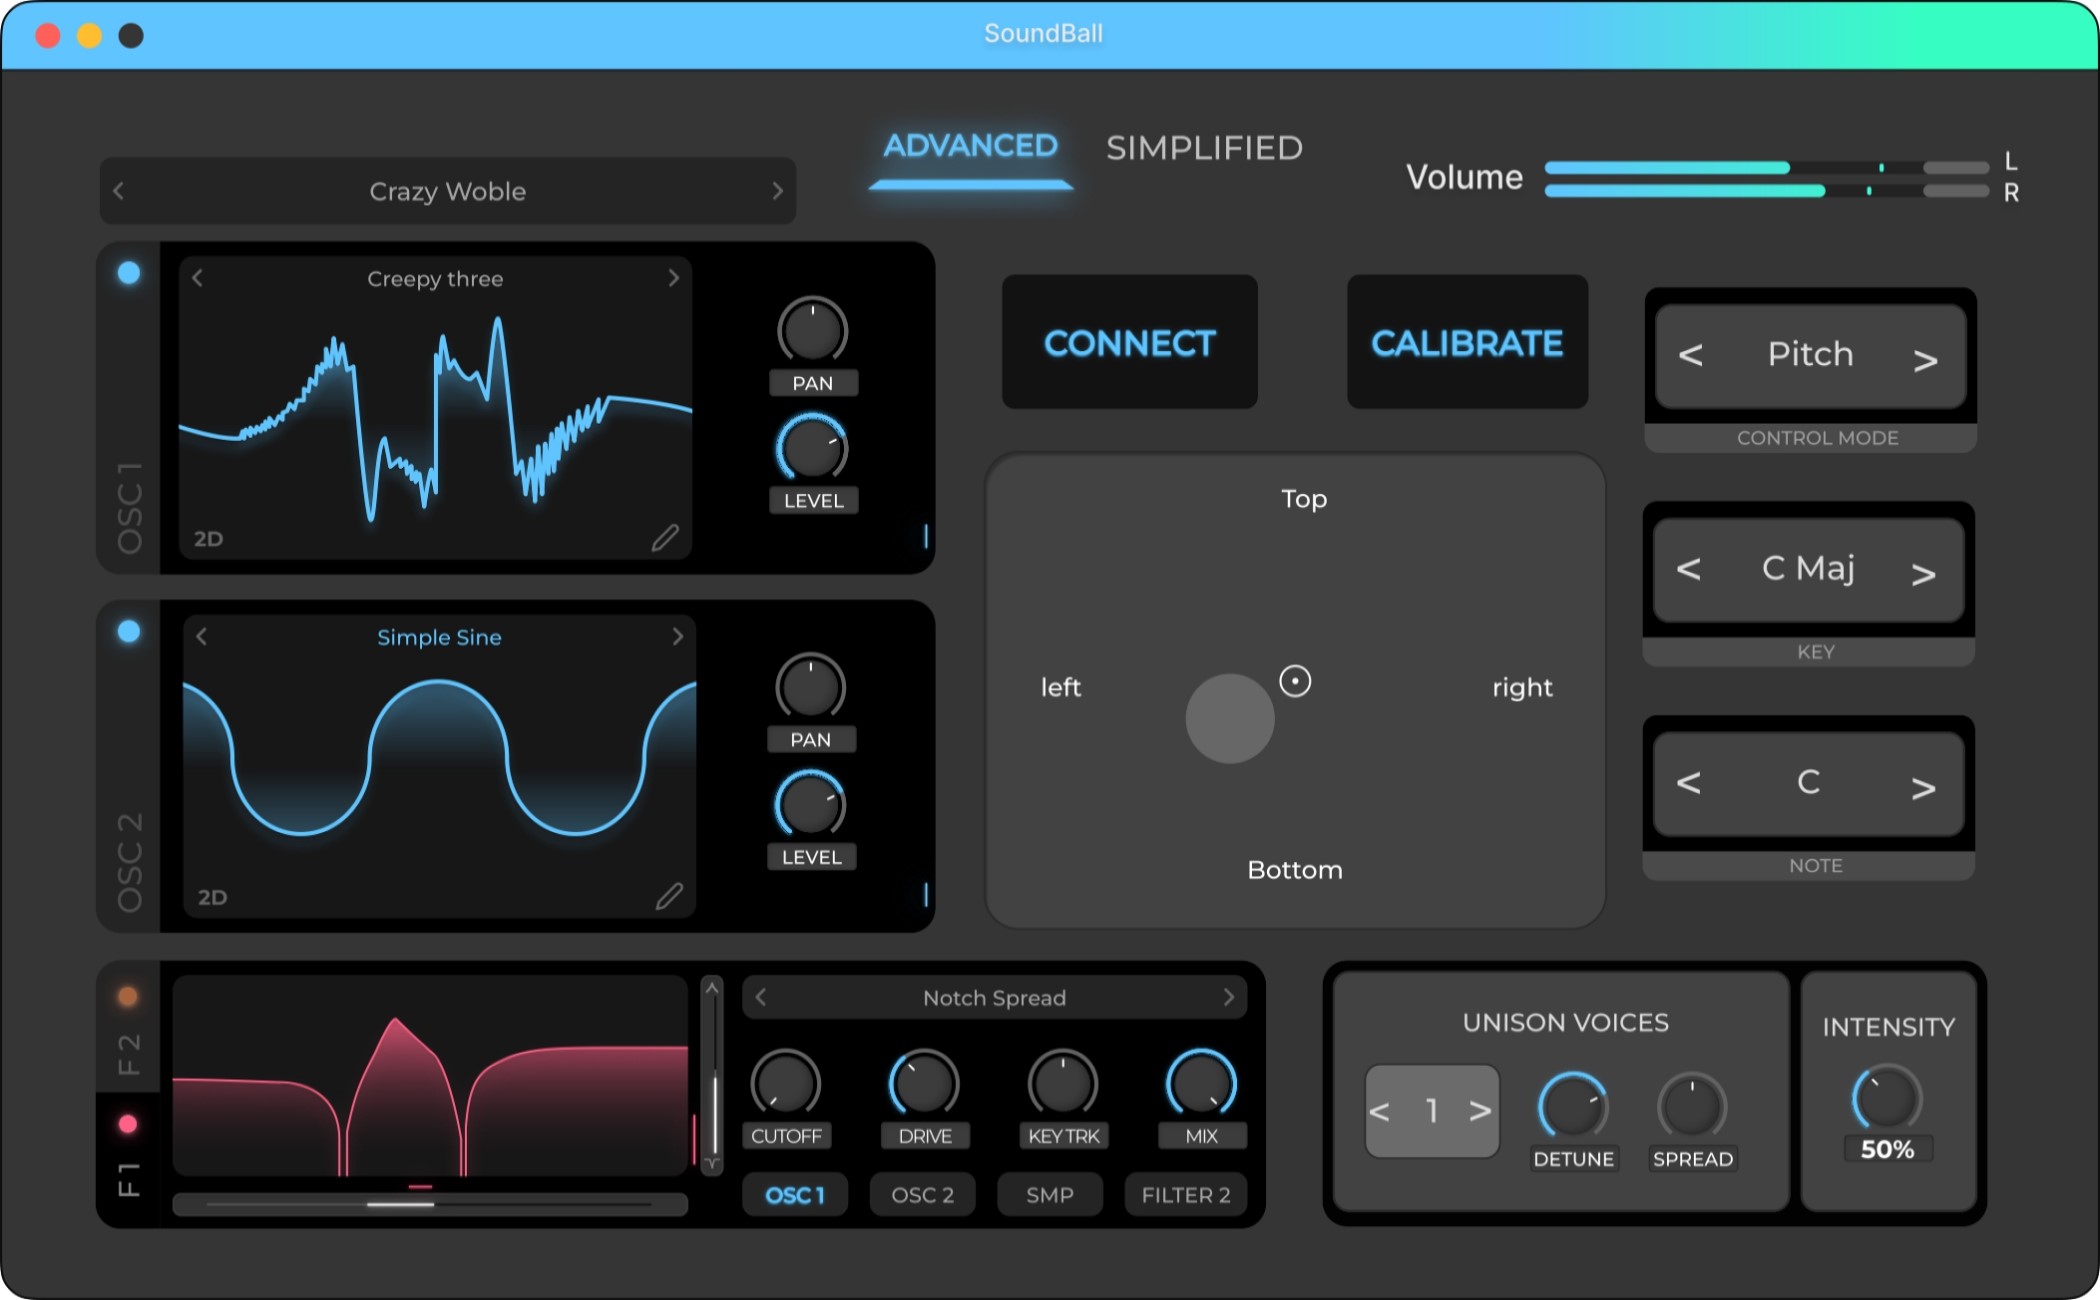 SoundBall
ADVANCED SIMPLIFIED
Volume
L
R
Crazy Woble
OSC 1
Creepy three
2D
PAN
LEVEL
CONNECT
CALIBRATE
< Pitch >
CONTROL MODE
OSC 2
Simple Sine
2D
PAN
LEVEL
Top
left
right
Bottom
< C Maj >
KEY
< C >
NOTE
F 2
F 1
Notch Spread
CUTOFF
DRIVE
KEY TRK
MIX
OSC 1
OSC 2
SMP
FILTER 2
UNISON VOICES
< 1 >
DETUNE
SPREAD
INTENSITY
50%